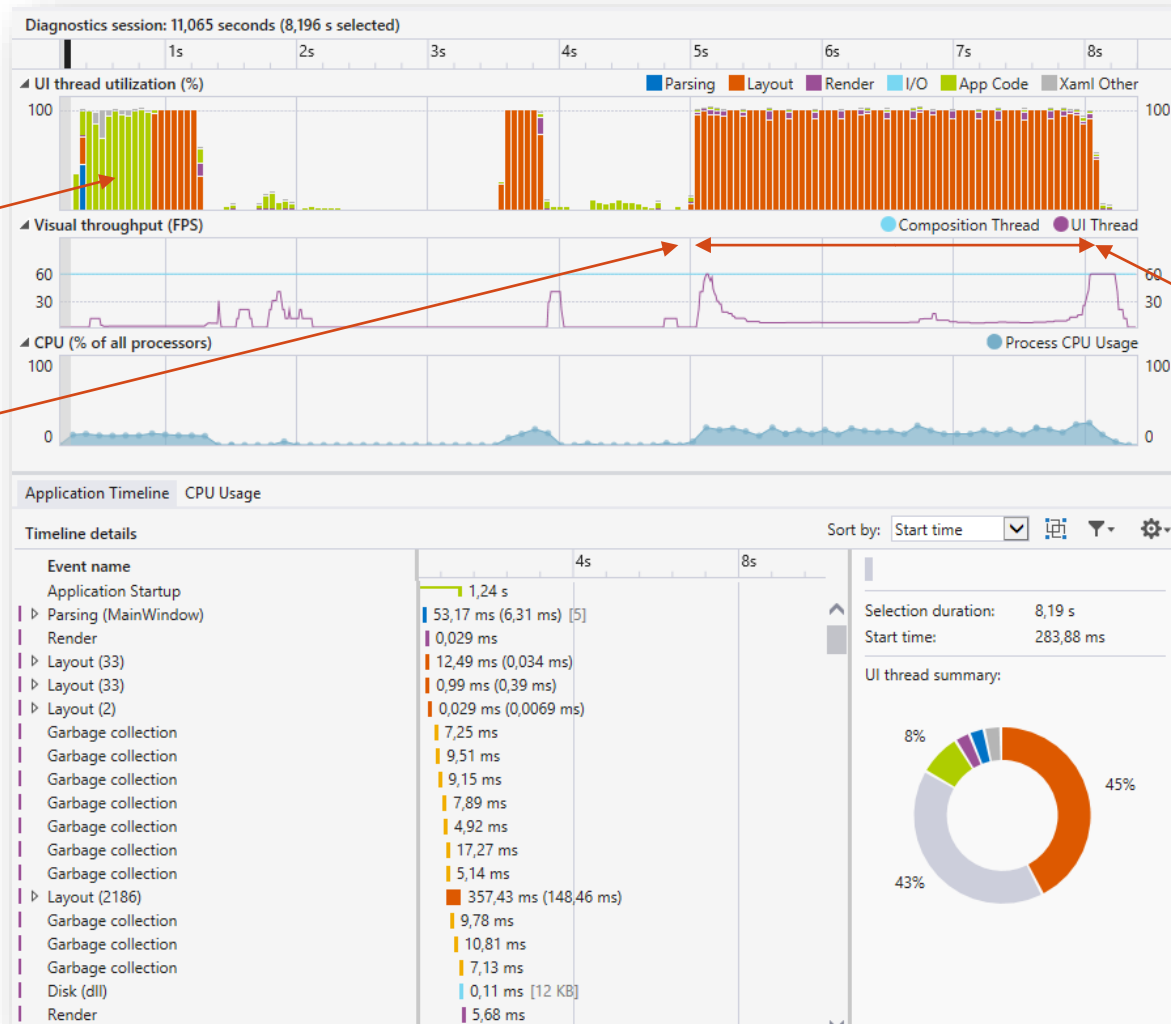 Diagnostics session: 11,065 seconds (8,196 s selected)
1s 2s 3s 4s 5s 6s 7s 8s
UI thread utilization (%) Parsing Layout Render I/O App Code Xaml Other
100 100
Visual throughput (FPS) Composition Thread UI Thread
60 60
30 30
CPU (% of all processors) Process CPU Usage
100 100
0 0
Application Timeline CPU Usage
Timeline details Sort by: Start time
Event name 4s 8s
Application Startup 1,24 s
Parsing (MainWindow) 53,17 ms (6,31 ms) [5]
Render 0,029 ms
Layout (33) 12,49 ms (0,034 ms)
Layout (33) 0,99 ms (0,39 ms)
Layout (2) 0,029 ms (0,0069 ms)
Garbage collection 7,25 ms
Garbage collection 9,51 ms
Garbage collection 9,15 ms
Garbage collection 7,89 ms
Garbage collection 4,92 ms
Garbage collection 17,27 ms
Garbage collection 5,14 ms
Layout (2186) 357,43 ms (148,46 ms)
Garbage collection 9,78 ms
Garbage collection 10,81 ms
Garbage collection 7,13 ms
Disk (dll) 0,11 ms [12 KB]
Render 5,68 ms
Selection duration: 8,19 s
Start time: 283,88 ms
UI thread summary:
8%
45%
43%